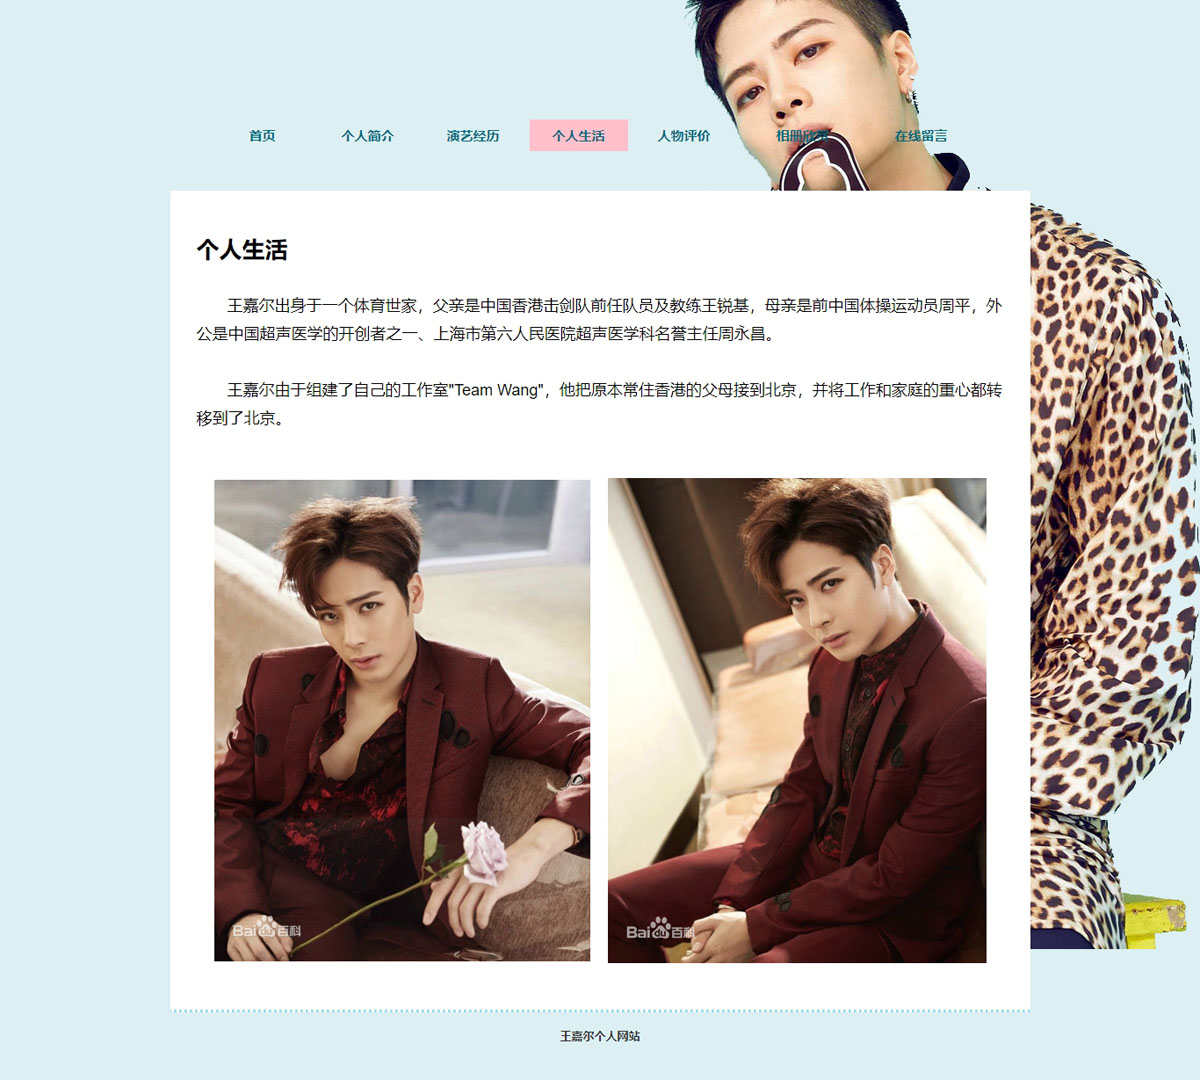 首页 个人简介 演艺经历 个人生活 人物评价 相册欣赏 在线留言
个人生活
王嘉尔出身于一个体育世家，父亲是中国香港击剑队前任队员及教练王锐基，母亲是前中国体操运动员周平，外
公是中国超声医学的开创者之一、上海市第六人民医院超声医学科名誉主任周永昌。
王嘉尔由于组建了自己的工作室"Team Wang"，他把原本常住香港的父母接到北京，并将工作和家庭的重心都转
移到了北京。
Bai du 百科
Bai du 百科
王嘉尔个人网站